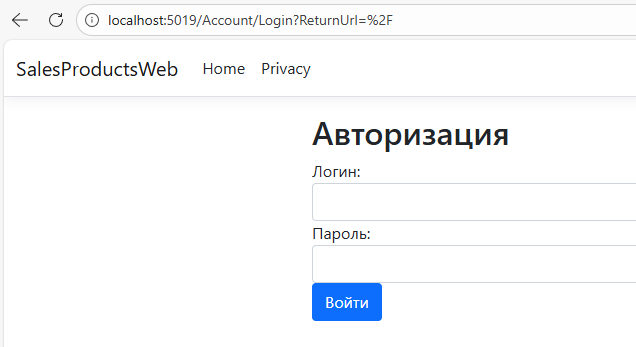 localhost:5019/Account/Login?ReturnUrl=%2F
SalesProductsWeb Home Privacy
Авторизация
Логин:
Пароль:
Войти